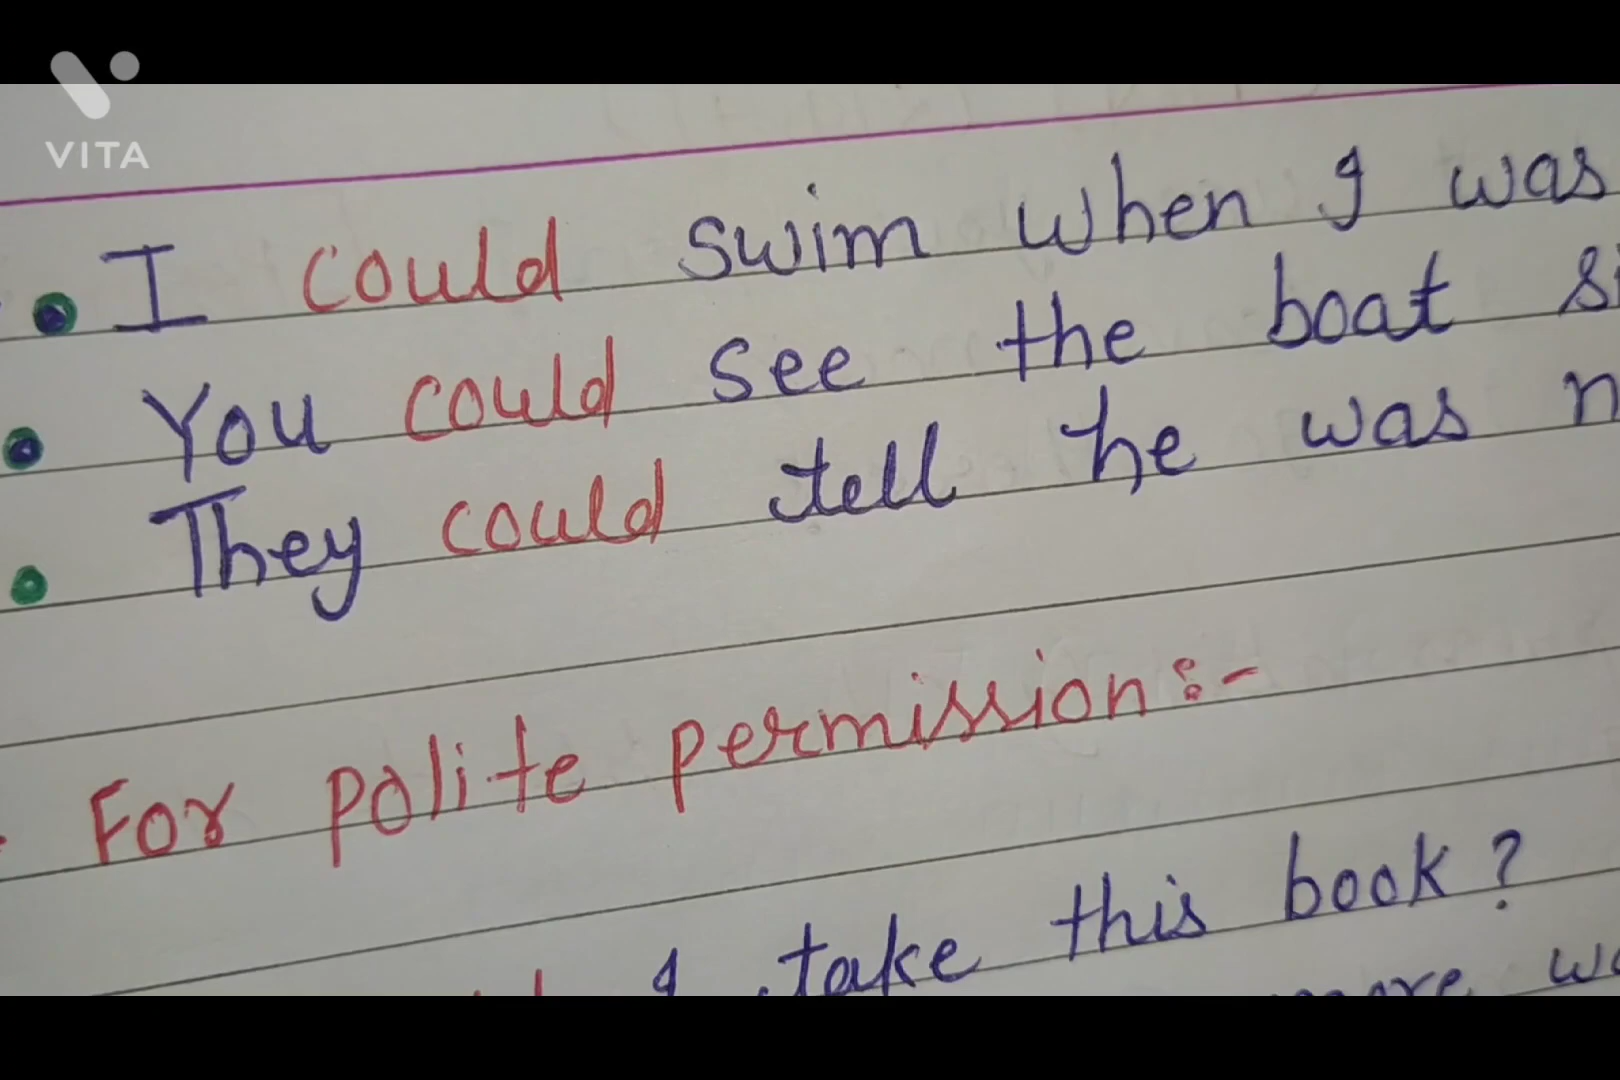 VITA
I could swim when I was
You could see the boat
They could tell he was
For polite permission:-
I take this book?
more